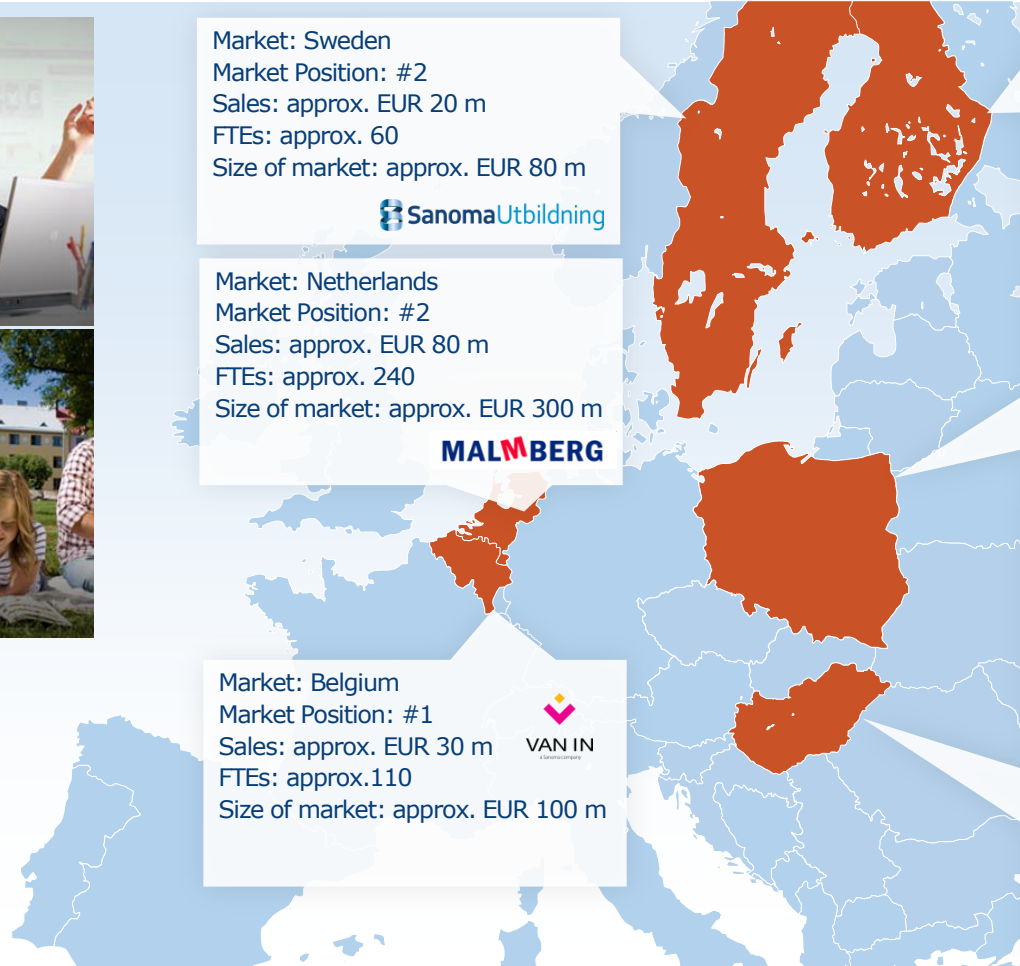 Market: Sweden
Market Position: #2
Sales: approx. EUR 20 m
FTEs: approx. 60
Size of market: approx. EUR 80 m
SanomaUtbildning
Market: Netherlands
Market Position: #2
Sales: approx. EUR 80 m
FTEs: approx. 240
Size of market: approx. EUR 300 m
MALMBERG
Market: Belgium
Market Position: #1
Sales: approx. EUR 30 m
FTEs: approx.110
Size of market: approx. EUR 100 m
VAN IN
a Sanoma company